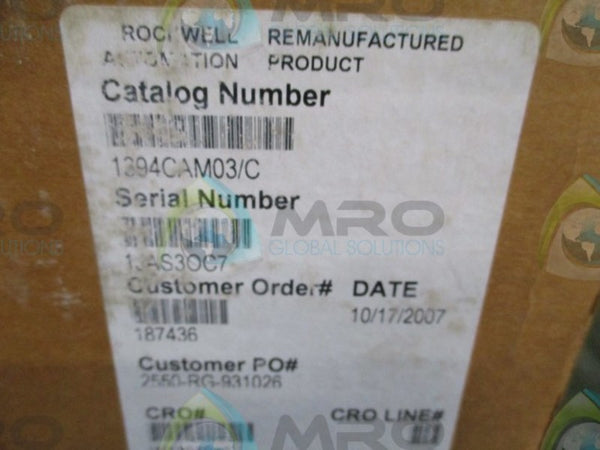 ROCKWELL REMANUFACTURED
AUTOMATION PRODUCT
Catalog Number
1394CAM03/C
Serial Number
MRO
GLOBAL SOLUTIONS
Customer Order# DATE
187436 10/17/2007
Customer PO#
2550-RG-931026
CRO# CRO LINE#